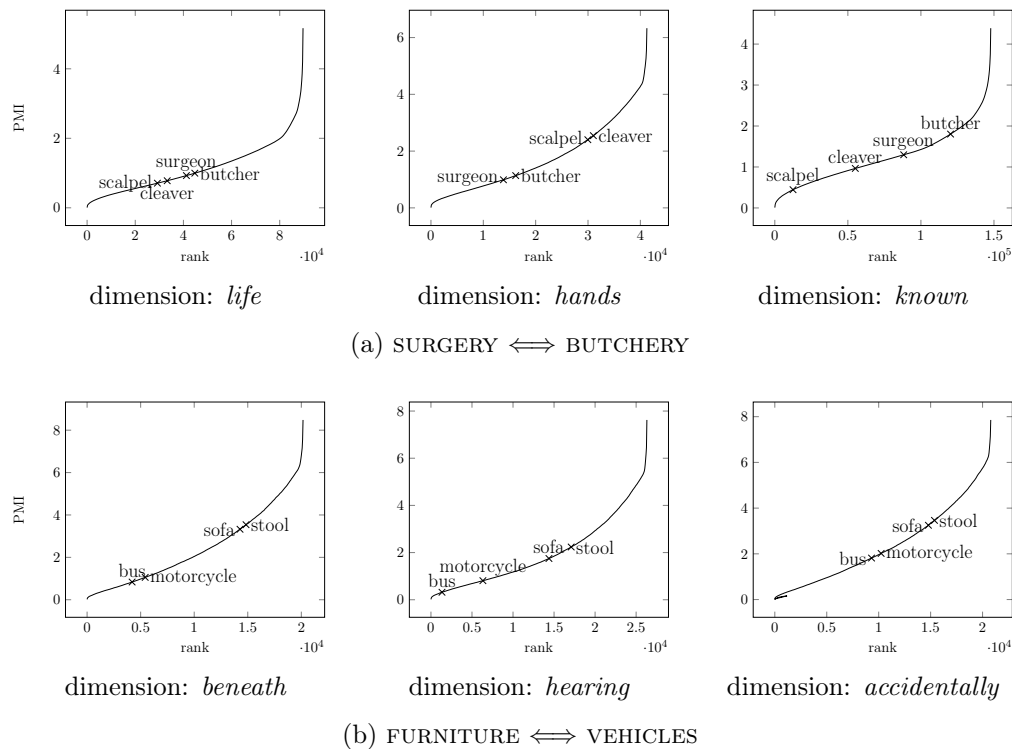 PMI
0
2
4
0
2
4
6
8
surgeon
scalpel
cleaver
butcher
rank
·10^4
0
2
4
6
0
1
2
3
4
scalpel
cleaver
surgeon
butcher
rank
·10^4
0
1
2
3
4
0
0.5
1
1.5
butcher
surgeon
cleaver
scalpel
rank
·10^5
dimension: life
dimension: hands
dimension: known
(a) SURGERY ⟺ BUTCHERY
PMI
0
2
4
6
8
0
0.5
1
1.5
2
sofa
stool
bus
motorcycle
rank
·10^4
0
2
4
6
8
0
0.5
1
1.5
2
2.5
sofa
stool
motorcycle
bus
rank
·10^4
0
2
4
6
8
0
0.5
1
1.5
2
sofa
stool
bus
motorcycle
rank
·10^4
dimension: beneath
dimension: hearing
dimension: accidentally
(b) FURNITURE ⟺ VEHICLES